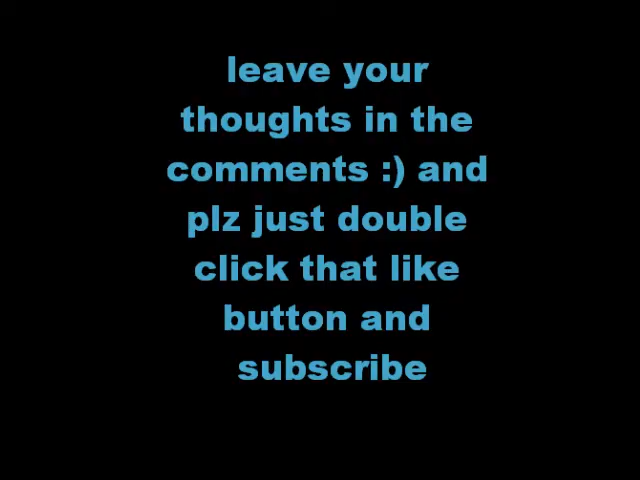 leave your
thoughts in the
comments :) and
plz just double
click that like
button and
subscribe